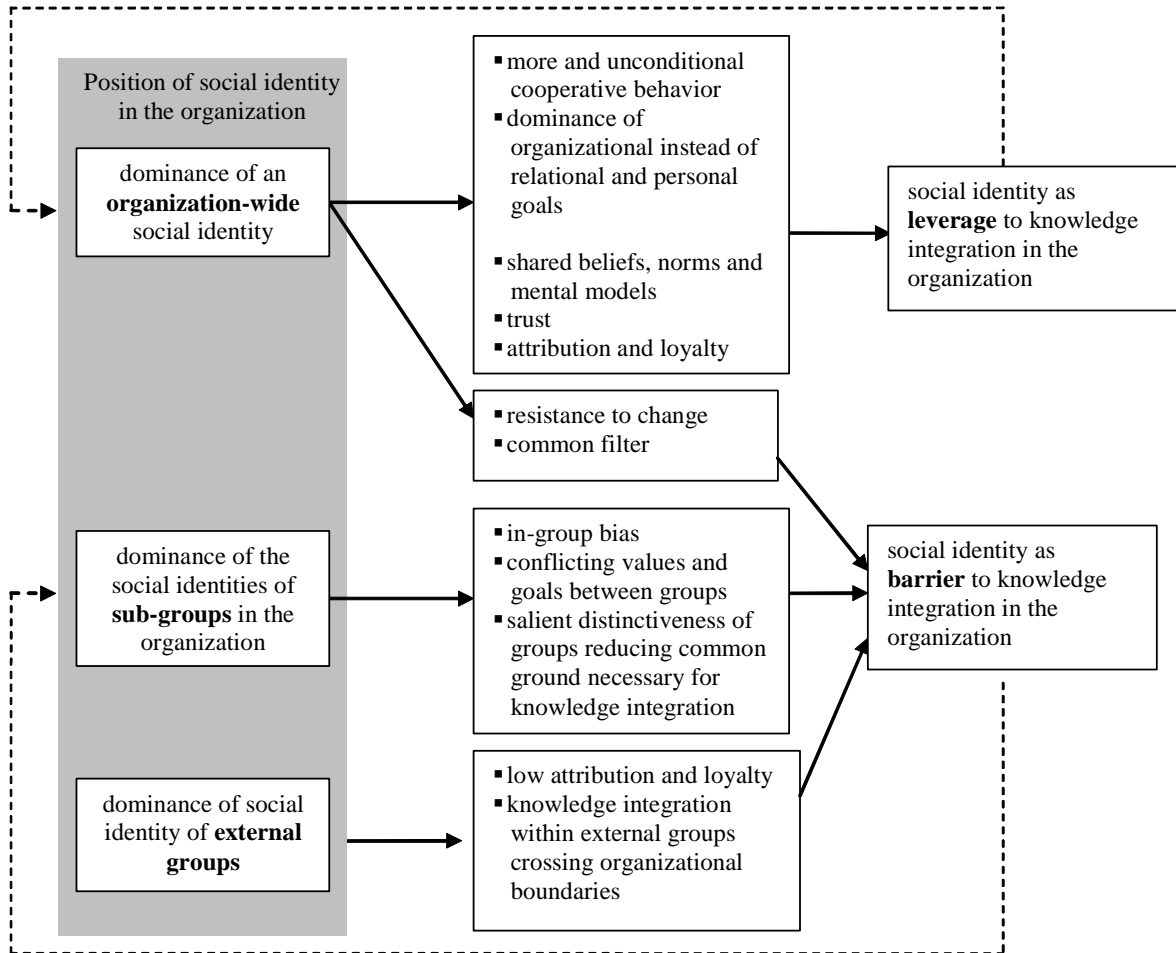 Position of social identity
in the organization
dominance of an
organization-wide
social identity
dominance of the
social identities of
sub-groups in the
organization
dominance of social
identity of external
groups
▪ more and unconditional
cooperative behavior
▪ dominance of
organizational instead of
relational and personal
goals
▪ shared beliefs, norms and
mental models
▪ trust
▪ attribution and loyalty
▪ resistance to change
▪ common filter
▪ in-group bias
▪ conflicting values and
goals between groups
▪ salient distinctiveness of
groups reducing common
ground necessary for
knowledge integration
▪ low attribution and loyalty
▪ knowledge integration
within external groups
crossing organizational
boundaries
social identity as
leverage to knowledge
integration in the
organization
social identity as
barrier to knowledge
integration in the
organization